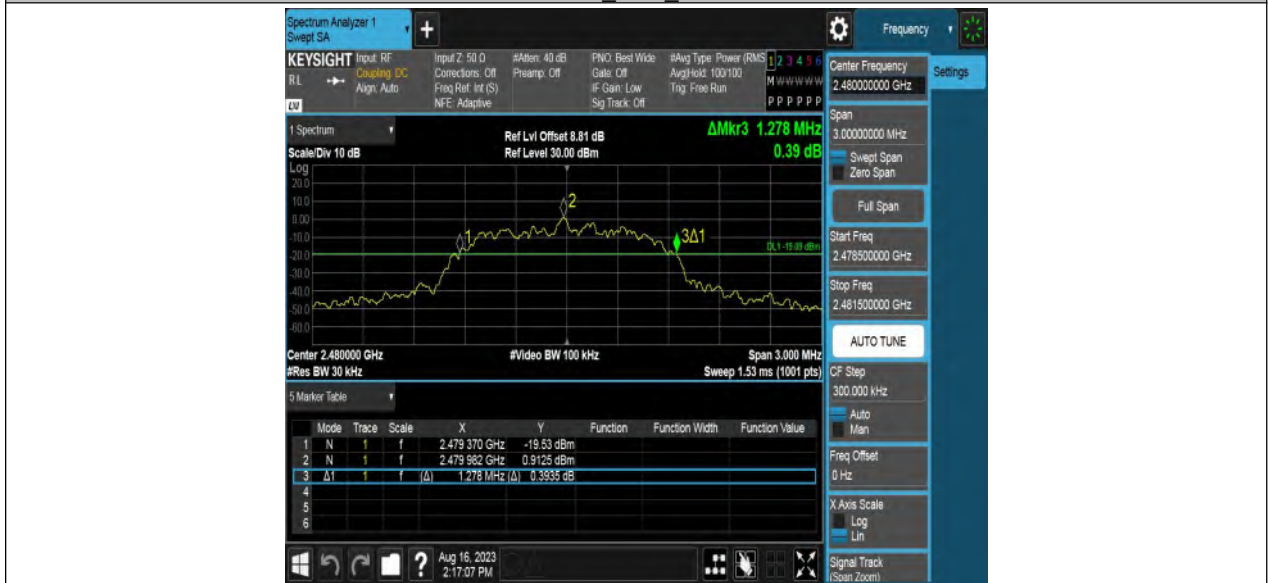 Spectrum Analyzer 1
Swept SA
+
Frequency
KEYSIGHT
RL
Input: RF
Coupling: DC
Align: Auto
Input Z: 50 Ω
Corrections: Off
Freq Ref: Int (S)
NFE: Adaptive
#Atten: 40 dB
Preamp: Off
PNO: Best Wide
Gate: Off
IF Gain: Low
Sig Track: Off
#Avg Type: Power (RMS
Avg|Hold: 100/100
Trig: Free Run
1 2 3 4 5 6
M W W W W W
P P P P P P
Center Frequency
2.480000000 GHz
Settings
Span
3.00000000 MHz
Swept Span
Zero Span
Full Span
Start Freq
2.478500000 GHz
Stop Freq
2.481500000 GHz
AUTO TUNE
CF Step
300.000 kHz
Auto
Man
Freq Offset
0 Hz
X Axis Scale
Log
Lin
Signal Track
(Span Zoom)
1 Spectrum
Scale/Div 10 dB
Ref Lvl Offset 8.81 dB
Ref Level 30.00 dBm
ΔMkr3 1.278 MHz
0.39 dB
Log
20.0
10.0
0.00
-10.0
-20.0
-30.0
-40.0
-50.0
-60.0
1
2
3Δ1
DL1 -19.09 dBm
Center 2.480000 GHz
#Video BW 100 kHz
Span 3.000 MHz
#Res BW 30 kHz
Sweep 1.53 ms (1001 pts)
5 Marker Table
Mode Trace Scale X Y Function Function Width Function Value
1 N 1 f 2.479 370 GHz -19.53 dBm
2 N 1 f 2.479 982 GHz 0.9125 dBm
3 Δ1 1 f (Δ) 1.278 MHz (Δ) 0.3935 dB
4
5
6
?
Aug 16, 2023
2:17:07 PM